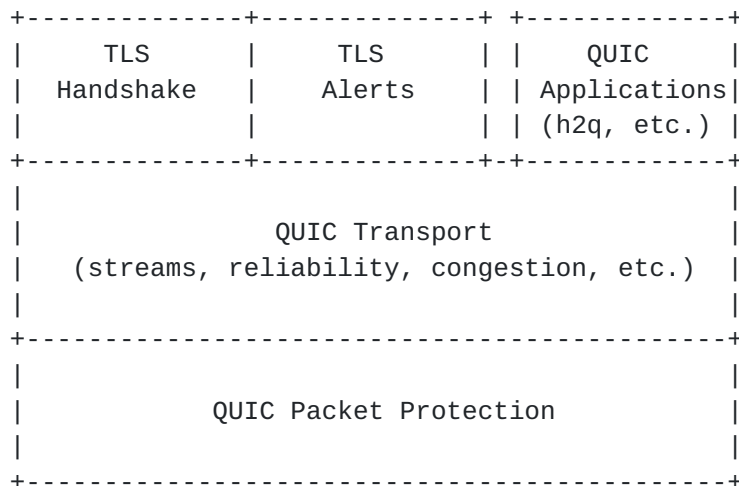 +--------------+--------------+ +-------------+
|     TLS      |     TLS      | |    QUIC     |
|  Handshake   |    Alerts    | | Applications|
|              |              | | (h2q, etc.) |
+--------------+--------------+-+-------------+
|                                             |
|                QUIC Transport               |
|   (streams, reliability, congestion, etc.)  |
|                                             |
+---------------------------------------------+
|                                             |
|            QUIC Packet Protection           |
|                                             |
+---------------------------------------------+